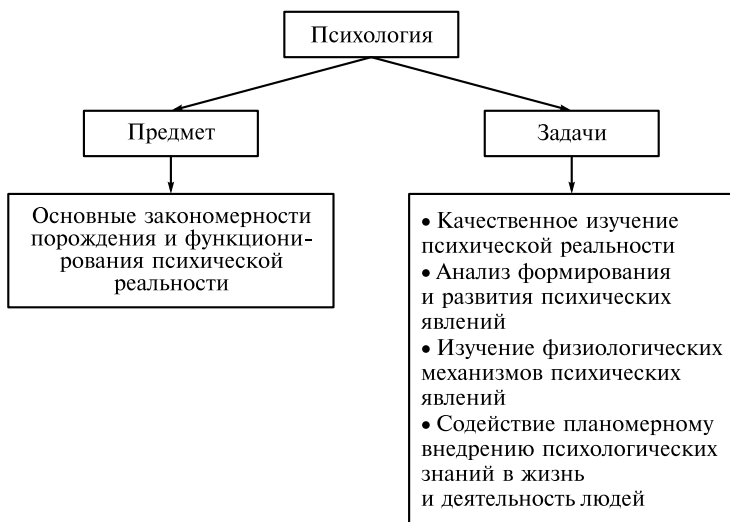 Психология
Предмет
Задачи
Основные закономерности
порождения и функциони-
рования психической
реальности
• Качественное изучение
психической реальности
• Анализ формирования
и развития психических
явлений
• Изучение физиологических
механизмов психических
явлений
• Содействие планомерному
внедрению психологических
знаний в жизнь
и деятельность людей